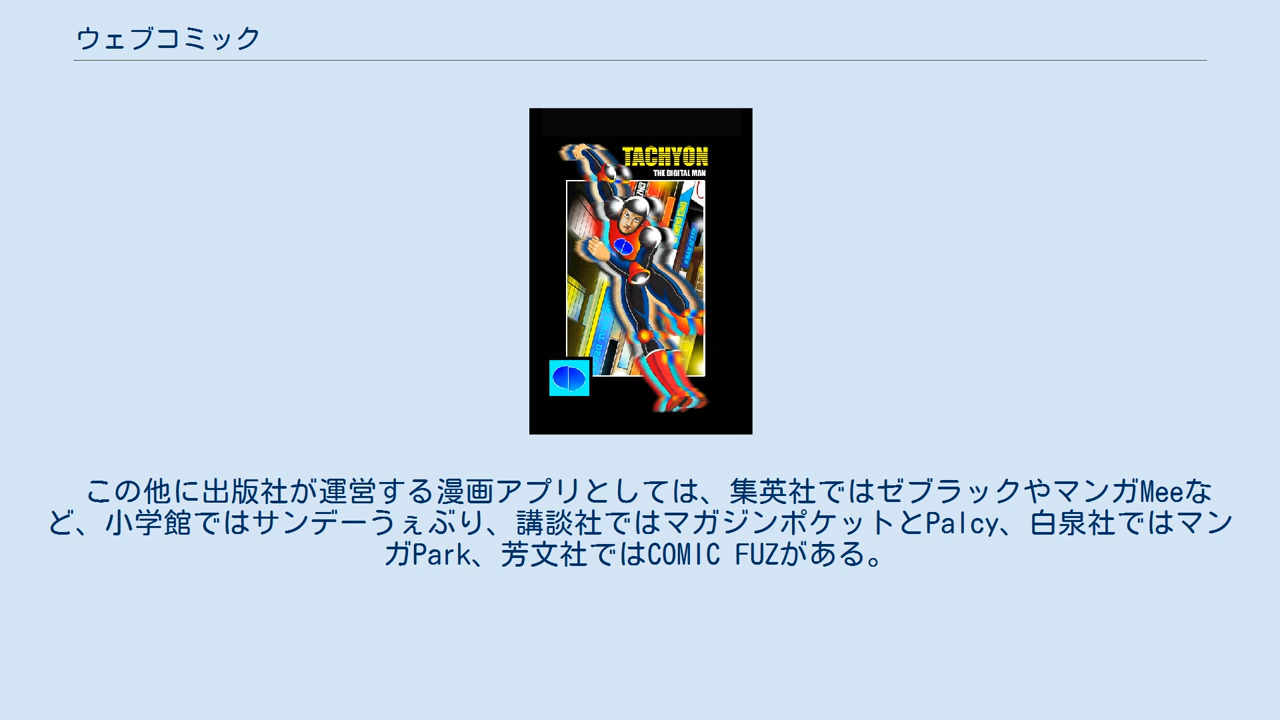 ウェブコミック
TACHYON
THE DIGITAL MAN
この他に出版社が運営する漫画アプリとしては、集英社ではゼブラックやマンガMeeな
ど、小学館ではサンデーうぇぶり、講談社ではマガジンポケットとPalcy、白泉社ではマン
ガPark、芳文社ではCOMIC FUZがある。